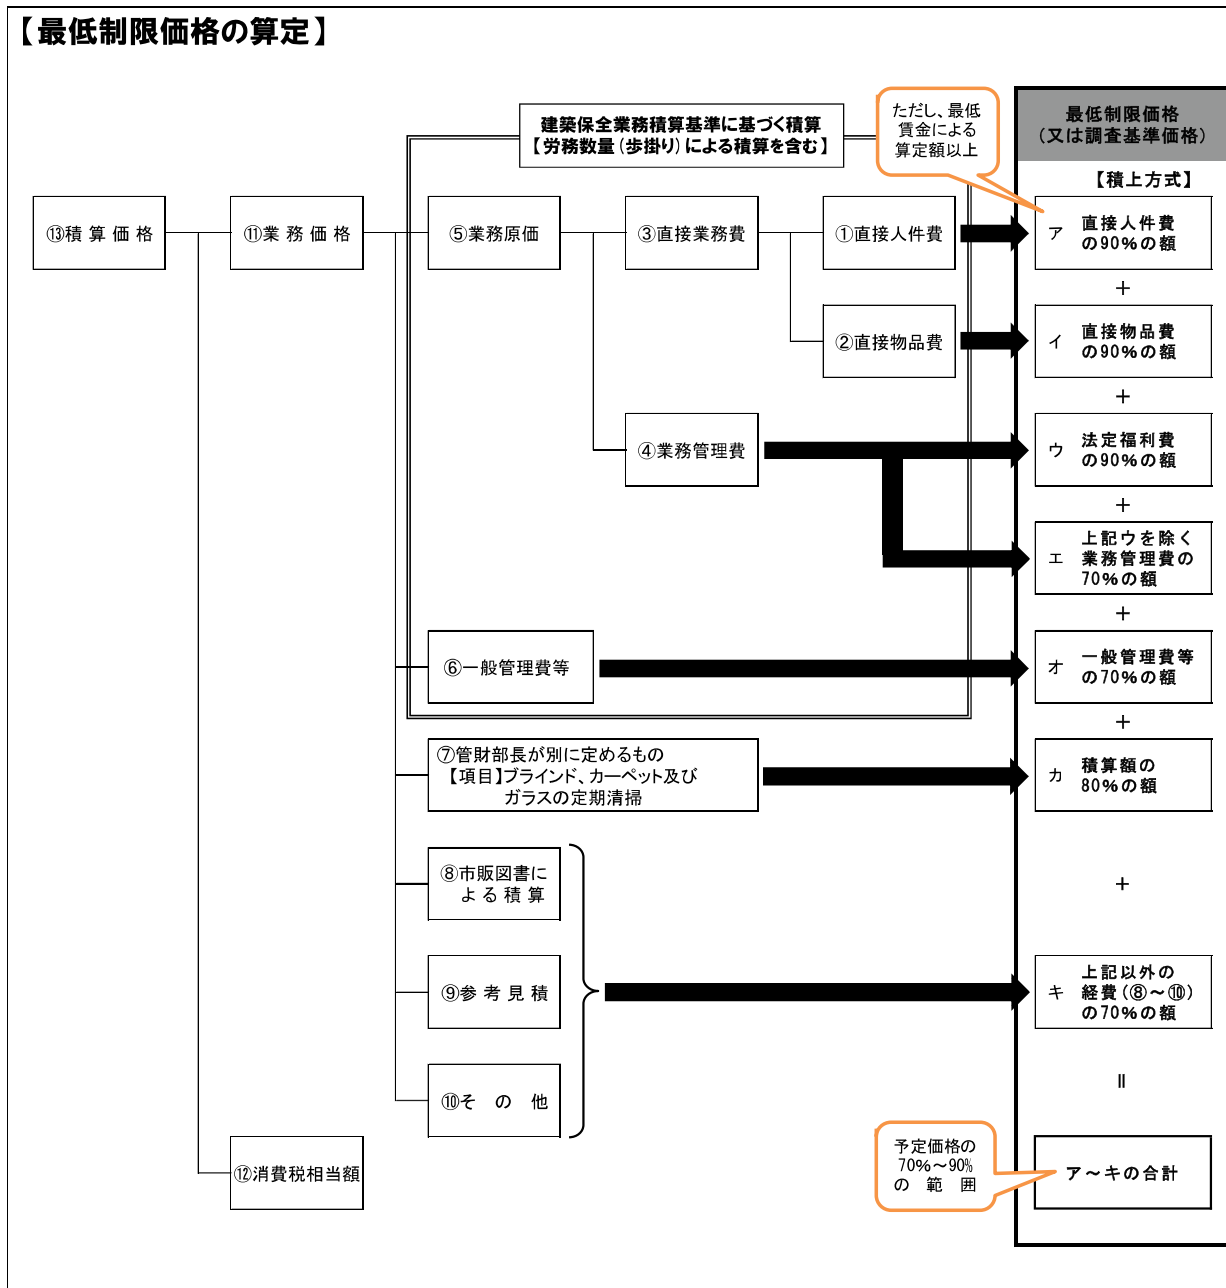 【最低制限価格の算定】
建築保全業務積算基準に基づく積算
【労務数量（歩掛り）による積算を含む】
ただし、最低
賃金による
算定額以上
最低制限価格
（又は調査基準価格）
【積上方式】
⑬積算価格
⑪業務価格
⑤業務原価
③直接業務費
①直接人件費
ア 直接人件費
の90%の額
+
②直接物品費
イ 直接物品費
の90%の額
+
④業務管理費
ウ 法定福利費
の90%の額
+
エ 上記ウを除く
業務管理費の
70%の額
+
⑥一般管理費等
オ 一般管理費等
の70%の額
+
⑦管財部長が別に定めるもの
【項目】ブラインド、カーペット及び
ガラスの定期清掃
カ 積算額の
80%の額
⑧市販図書に
よる積算
+
⑨参考見積
キ 上記以外の
経費（⑧～⑩）
の70%の額
⑩その他
=
⑫消費税相当額
予定価格の
70%～90%
の範囲
ア～キの合計